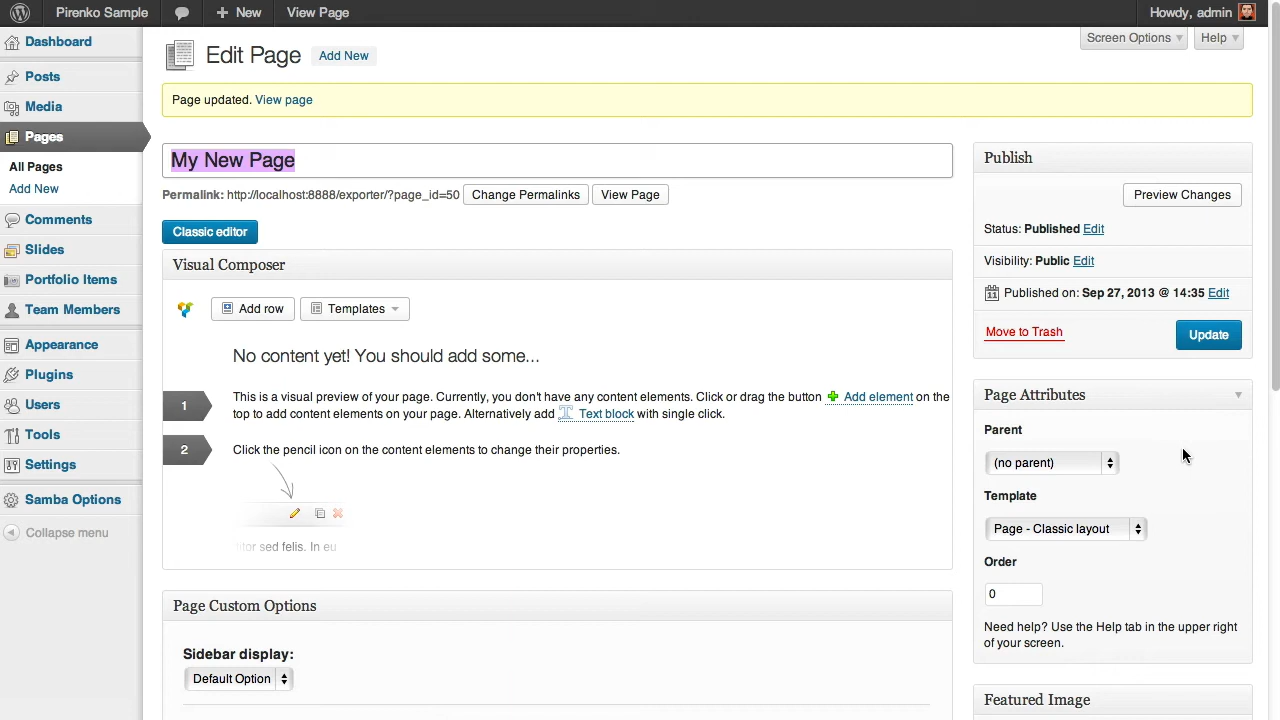 Pirenko Sample
New
View Page
Howdy, admin
Dashboard
Posts
Media
Pages
All Pages
Add New
Comments
Slides
Portfolio Items
Team Members
Appearance
Plugins
Users
Tools
Settings
Samba Options
Collapse menu
Screen Options
Help
Edit Page
Add New
Page updated. View page
My New Page
Permalink: http://localhost:8888/exporter/?page_id=50 Change Permalinks View Page
Classic editor
Visual Composer
Add row Templates
No content yet! You should add some...
1
This is a visual preview of your page. Currently, you don't have any content elements. Click or drag the button Add element on the
top to add content elements on your page. Alternatively add Text block with single click.
2
Click the pencil icon on the content elements to change their properties.
itor sed felis. In eu
Page Custom Options
Sidebar display:
Default Option
Publish
Preview Changes
Status: Published Edit
Visibility: Public Edit
Published on: Sep 27, 2013 @ 14:35 Edit
Move to Trash
Update
Page Attributes
Parent
(no parent)
Template
Page - Classic layout
Order
0
Need help? Use the Help tab in the upper right
of your screen.
Featured Image